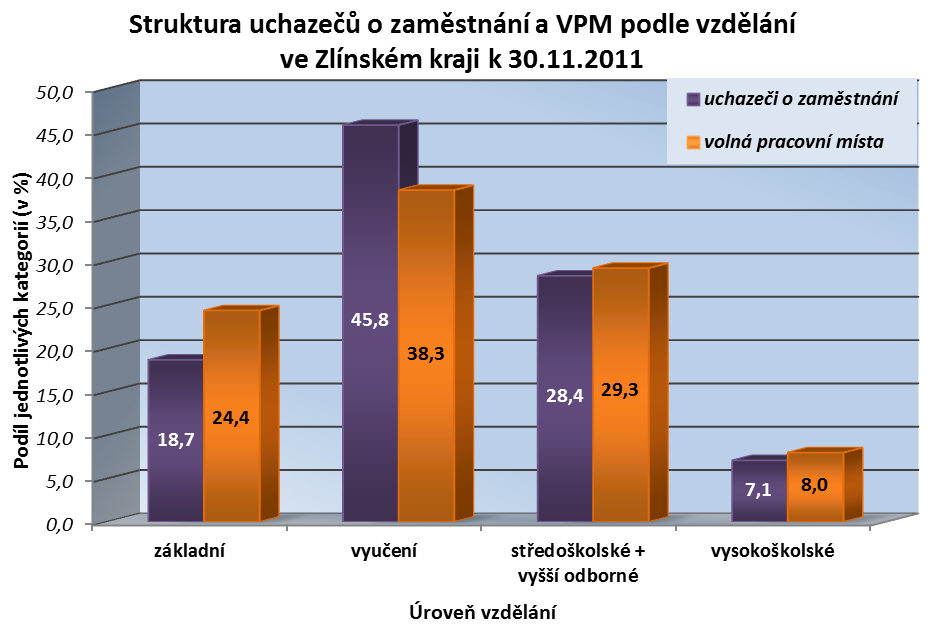 Struktura uchazečů o zaměstnání a VPM podle vzdělání
ve Zlínském kraji k 30.11.2011
uchazeči o zaměstnání
volná pracovní místa
Podíl jednotlivých kategorií (v %)
50,0
45,0
40,0
35,0
30,0
25,0
20,0
15,0
10,0
5,0
0,0
18,7
24,4
45,8
38,3
28,4
29,3
7,1
8,0
základní
vyučení
středoškolské +
vyšší odborné
vysokoškolské
Úroveň vzdělání